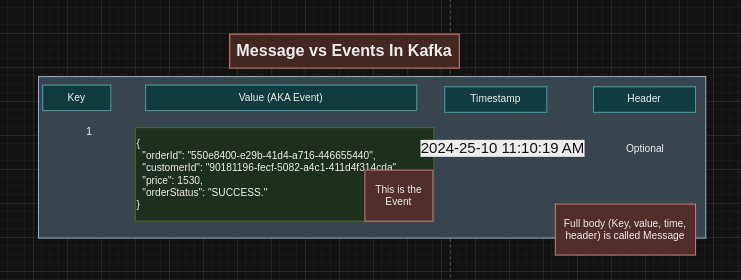 Message vs Events In Kafka
Key
Value (AKA Event)
Timestamp
Header
1
{
"orderId": "550e8400-e29b-41d4-a716-446655440",
"customerId": "90181196-fecf-5082-a4c1-411d4f314cda"
"price": 1530,
"orderStatus": "SUCCESS."
}
This is the
Event
2024-25-10 11:10:19 AM
Optional
Full body (Key, value, time,
header) is called Message